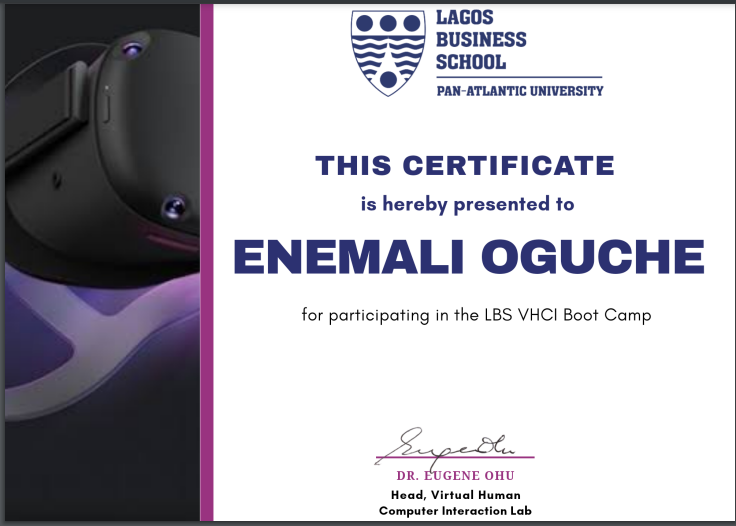 LAGOS
BUSINESS
SCHOOL
PAN-ATLANTIC UNIVERSITY
THIS CERTIFICATE
is hereby presented to
ENEMALI OGUCHE
for participating in the LBS VHCI Boot Camp
DR. EUGENE OHU
Head, Virtual Human
Computer Interaction Lab